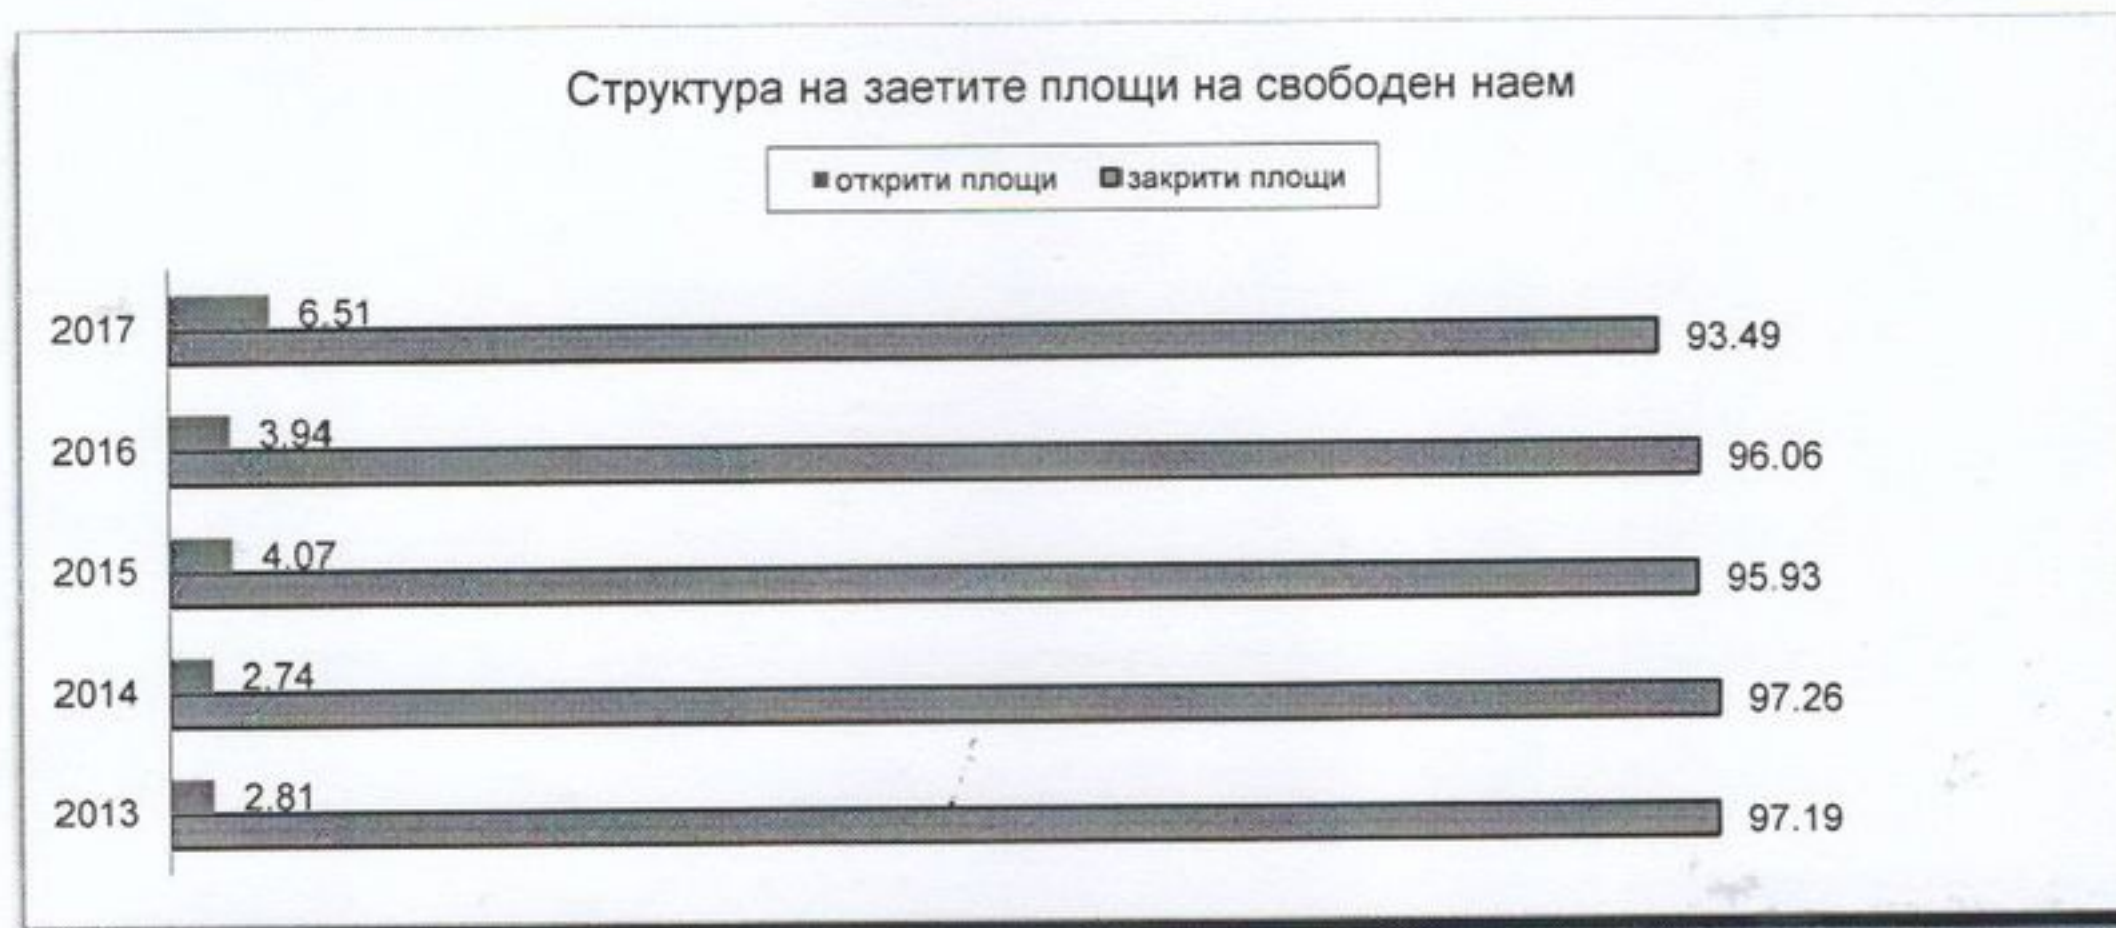 Структура на заетите площи на свободен наем
открити площи закрити площи
2017 6.51 93.49
2016 3.94 96.06
2015 4.07 95.93
2014 2.74 97.26
2013 2.81 97.19